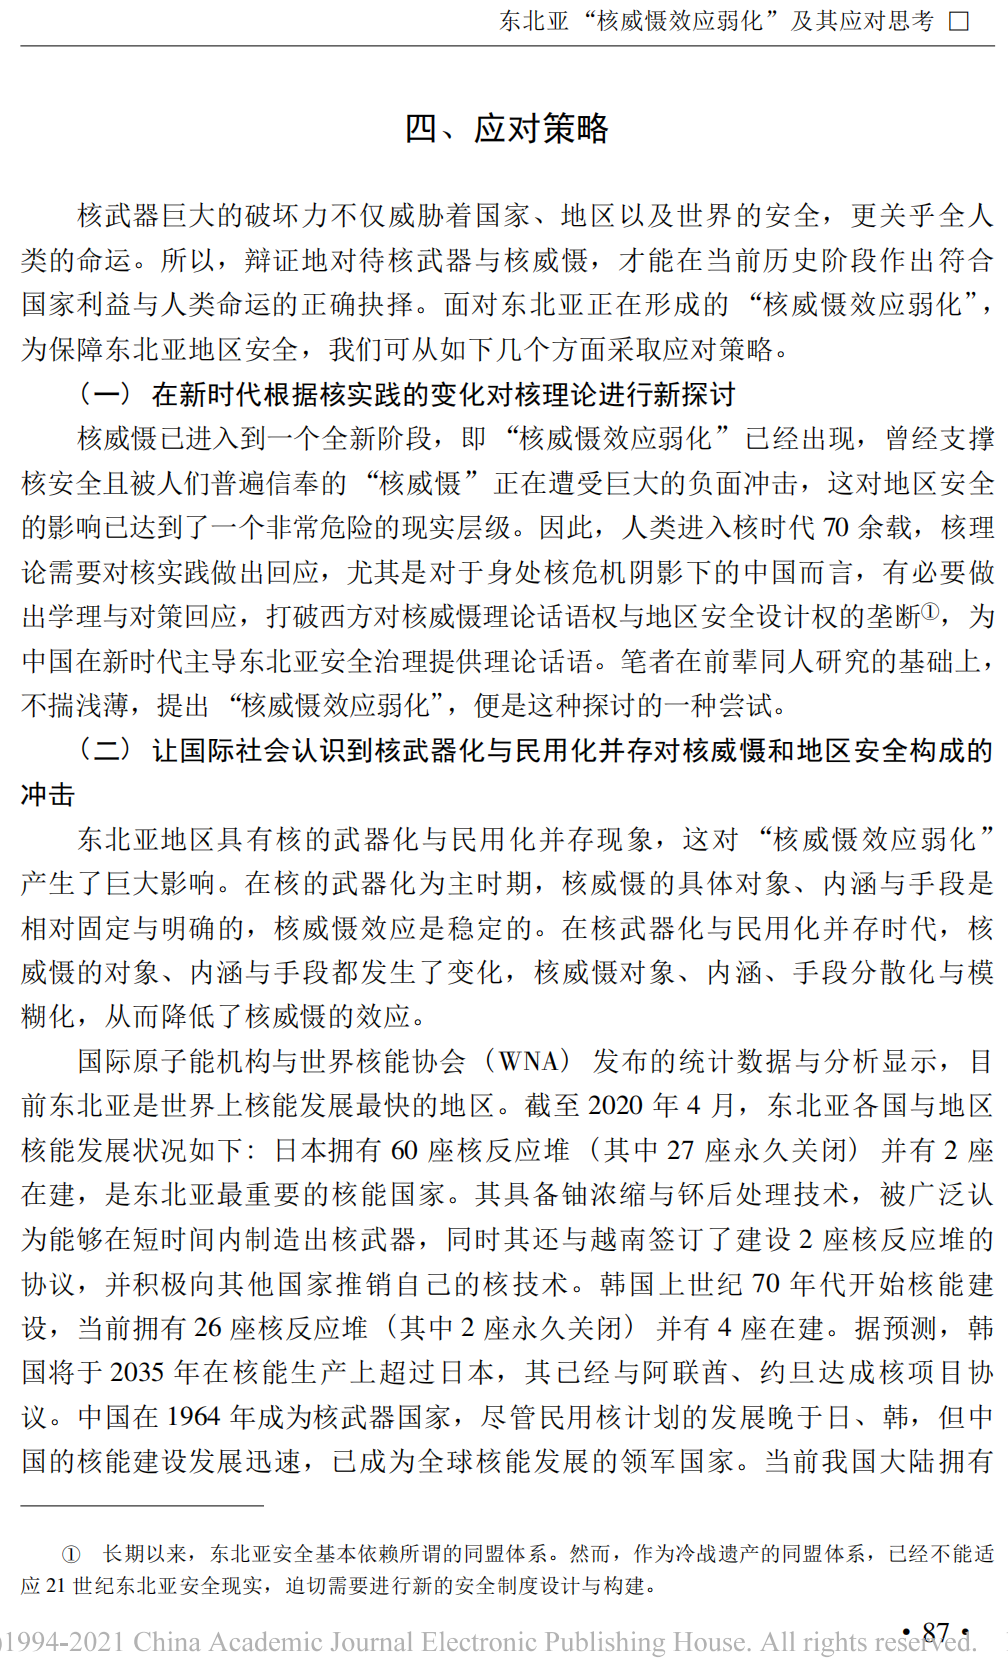 东北亚“核威慑效应弱化”及其应对思考 □
四、应对策略
核武器巨大的破坏力不仅威胁着国家、地区以及世界的安全，更关乎全人
类的命运。所以，辩证地对待核武器与核威慑，才能在当前历史阶段作出符合
国家利益与人类命运的正确抉择。面对东北亚正在形成的“核威慑效应弱化”，
为保障东北亚地区安全，我们可从如下几个方面采取应对策略。
（一）在新时代根据核实践的变化对核理论进行新探讨
核威慑已进入到一个全新阶段，即“核威慑效应弱化”已经出现，曾经支撑
核安全且被人们普遍信奉的“核威慑”正在遭受巨大的负面冲击，这对地区安全
的影响已达到了一个非常危险的现实层级。因此，人类进入核时代 70 余载，核理
论需要对核实践做出回应，尤其是对于身处核危机阴影下的中国而言，有必要做
出学理与对策回应，打破西方对核威慑理论话语权与地区安全设计权的垄断①，为
中国在新时代主导东北亚安全治理提供理论话语。笔者在前辈同人研究的基础上，
不揣浅薄，提出“核威慑效应弱化”，便是这种探讨的一种尝试。
（二）让国际社会认识到核武器化与民用化并存对核威慑和地区安全构成的
冲击
东北亚地区具有核的武器化与民用化并存现象，这对“核威慑效应弱化”
产生了巨大影响。在核的武器化为主时期，核威慑的具体对象、内涵与手段是
相对固定与明确的，核威慑效应是稳定的。在核武器化与民用化并存时代，核
威慑的对象、内涵与手段都发生了变化，核威慑对象、内涵、手段分散化与模
糊化，从而降低了核威慑的效应。
国际原子能机构与世界核能协会（WNA）发布的统计数据与分析显示，目
前东北亚是世界上核能发展最快的地区。截至 2020 年 4 月，东北亚各国与地区
核能发展状况如下：日本拥有 60 座核反应堆（其中 27 座永久关闭）并有 2 座
在建，是东北亚最重要的核能国家。其具备铀浓缩与钚后处理技术，被广泛认
为能够在短时间内制造出核武器，同时其还与越南签订了建设 2 座核反应堆的
协议，并积极向其他国家推销自己的核技术。韩国上世纪 70 年代开始核能建
设，当前拥有 26 座核反应堆（其中 2 座永久关闭）并有 4 座在建。据预测，韩
国将于 2035 年在核能生产上超过日本，其已经与阿联酋、约旦达成核项目协
议。中国在 1964 年成为核武器国家，尽管民用核计划的发展晚于日、韩，但中
国的核能建设发展迅速，已成为全球核能发展的领军国家。当前我国大陆拥有
① 长期以来，东北亚安全基本依赖所谓的同盟体系。然而，作为冷战遗产的同盟体系，已经不能适
应 21 世纪东北亚安全现实，迫切需要进行新的安全制度设计与构建。
· 87 ·
)1994-2021 China Academic Journal Electronic Publishing House. All rights reserved.